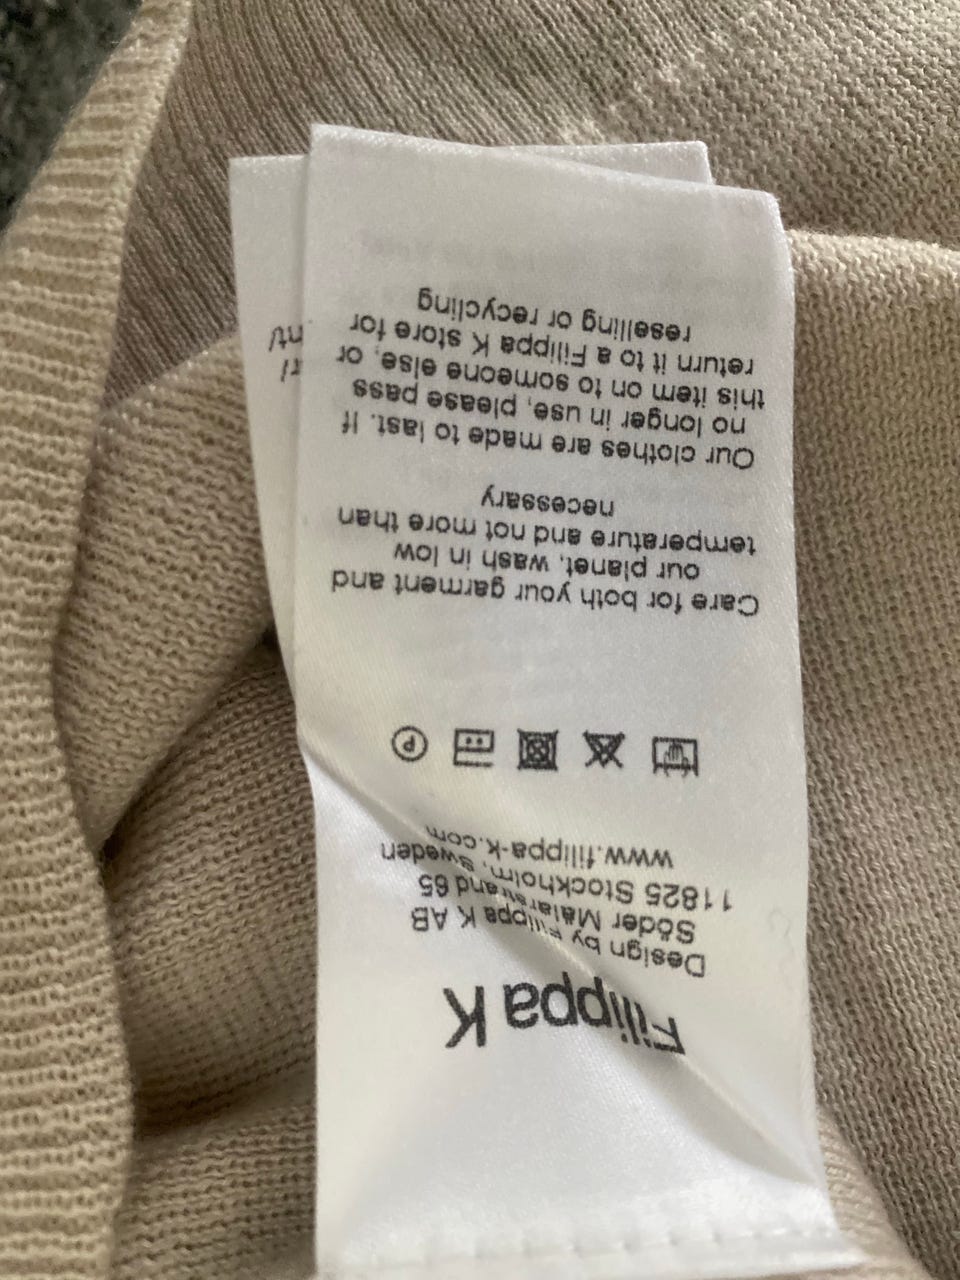 Filippa K
Design by Filippa K AB
Söder Mälarstrand 65
11825 Stockholm, Sweden
www.filippa-k.com
P
Care for both your garment and
our planet, wash in low
temperature and not more than
necessary
Our clothes are made to last. If
no longer in use, please pass
this item on to someone else, or
return it to a Filippa K store for
reselling or recycling